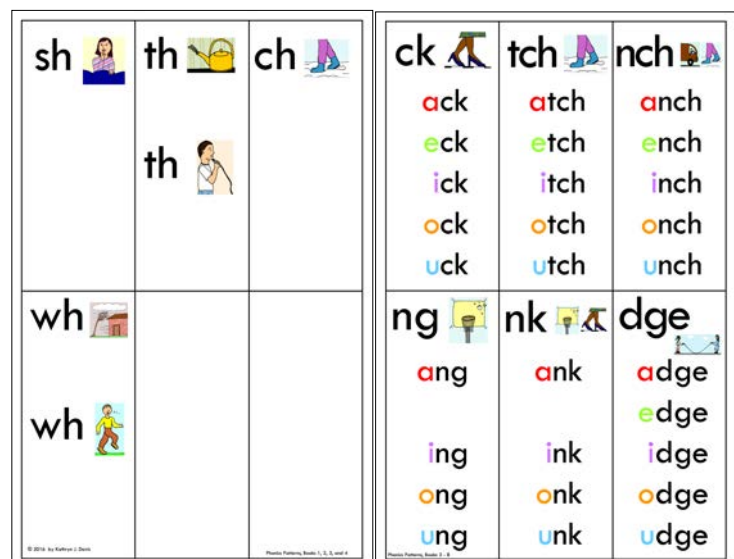 sh th ch
th
wh
wh
© 2016 by Kathryn J. Davis
Phonics Patterns, Books 1, 2, 3, and 4
ck tch nch
ack atch anch
eck etch ench
ick itch inch
ock otch onch
uck utch unch
ng nk dge
ang ank adge
edge
ing ink idge
ong onk odge
ung unk udge
Phonics Patterns, Books 3 - 8